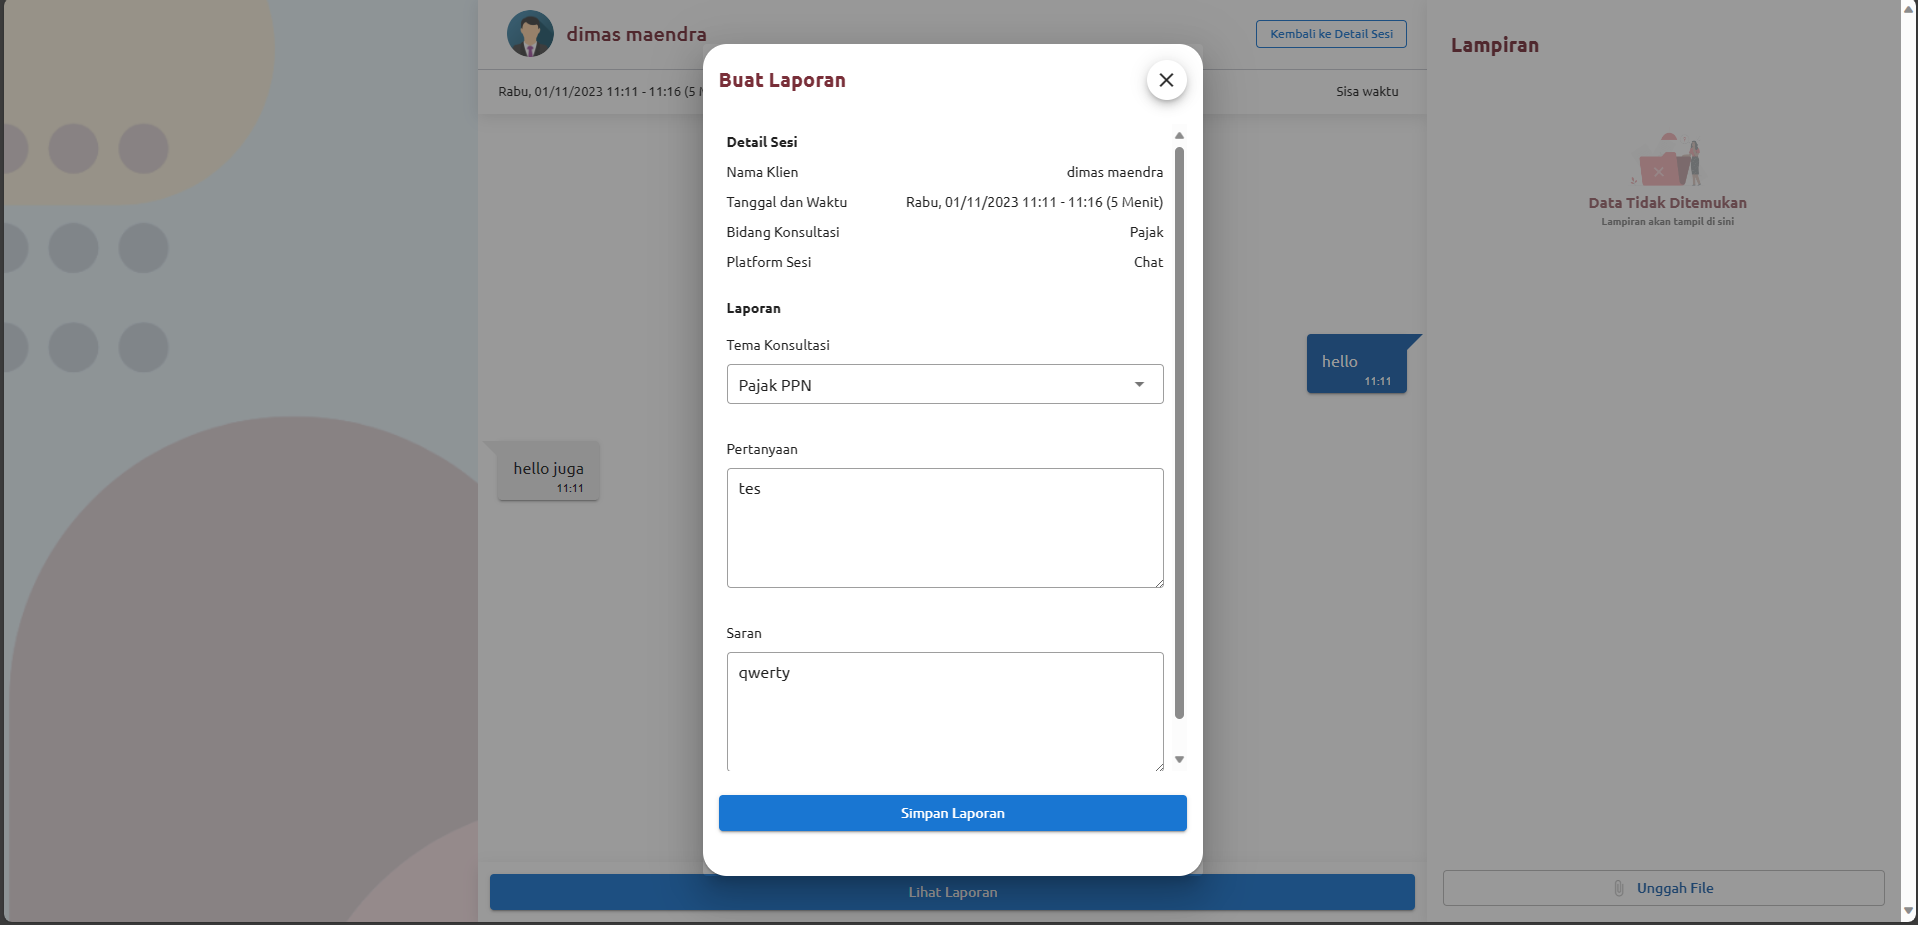 dimas maendra
Kembali ke Detail Sesi
Rabu, 01/11/2023 11:11 - 11:16 (5
Sisa waktu
Lampiran
Data Tidak Ditemukan
Lampiran akan tampil di sini
hello
11:11
hello juga
11:11
Buat Laporan
Detail Sesi
Nama Klien dimas maendra
Tanggal dan Waktu Rabu, 01/11/2023 11:11 - 11:16 (5 Menit)
Bidang Konsultasi Pajak
Platform Sesi Chat
Laporan
Tema Konsultasi
Pajak PPN
Pertanyaan
tes
Saran
qwerty
Simpan Laporan
Lihat Laporan
Unggah File